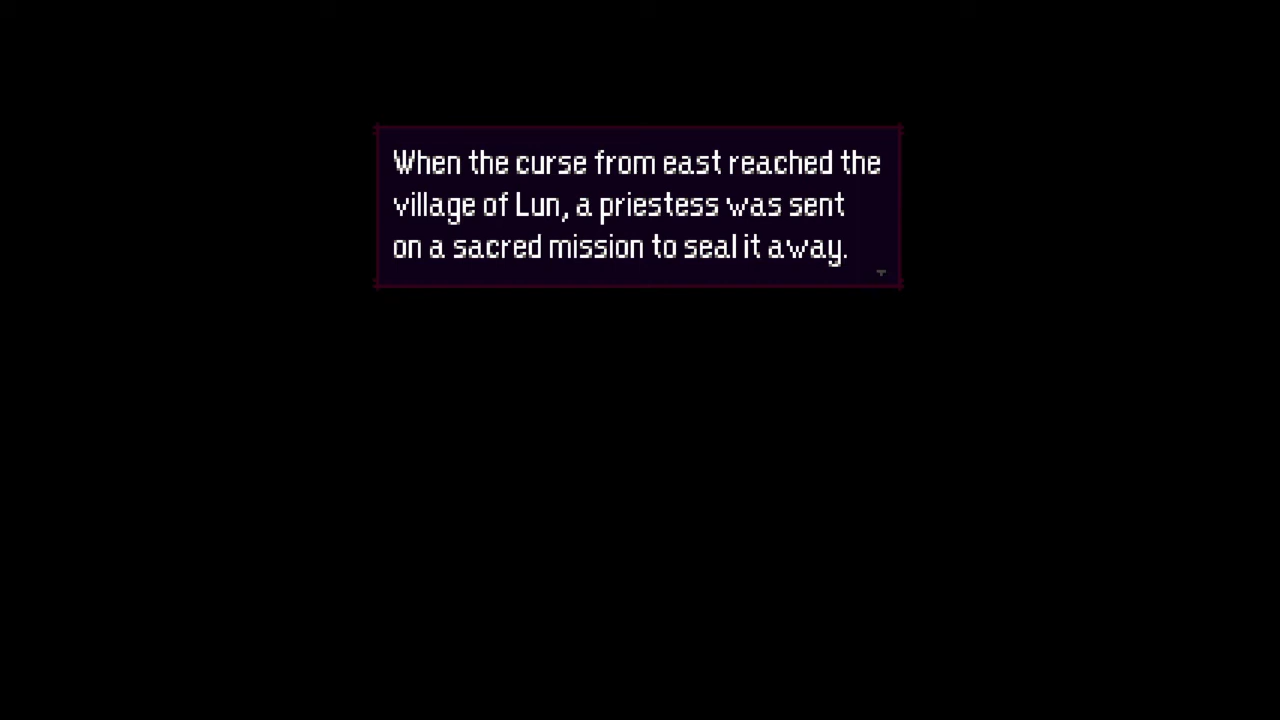 When the curse from east reached the
village of Lun, a priestess was sent
on a sacred mission to seal it away.